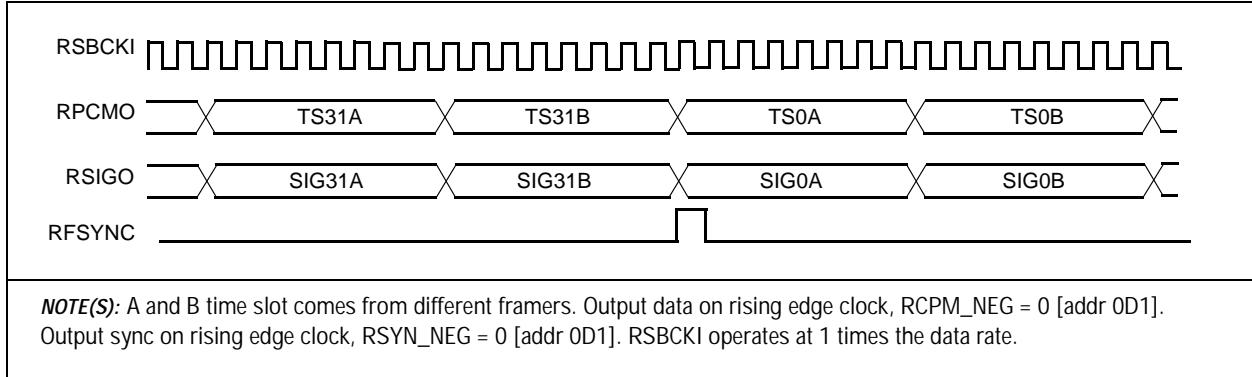 RSBCKI
RPCMO TS31A TS31B TS0A TS0B
RSIGO SIG31A SIG31B SIG0A SIG0B
RFSYNC
NOTE(S): A and B time slot comes from different framers. Output data on rising edge clock, RCPM_NEG = 0 [addr 0D1].
Output sync on rising edge clock, RSYN_NEG = 0 [addr 0D1]. RSBCKI operates at 1 times the data rate.